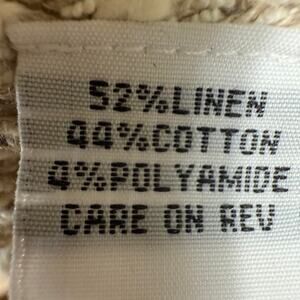 52%LINEN
44%COTTON
4%POLYAMIDE
CARE ON REV